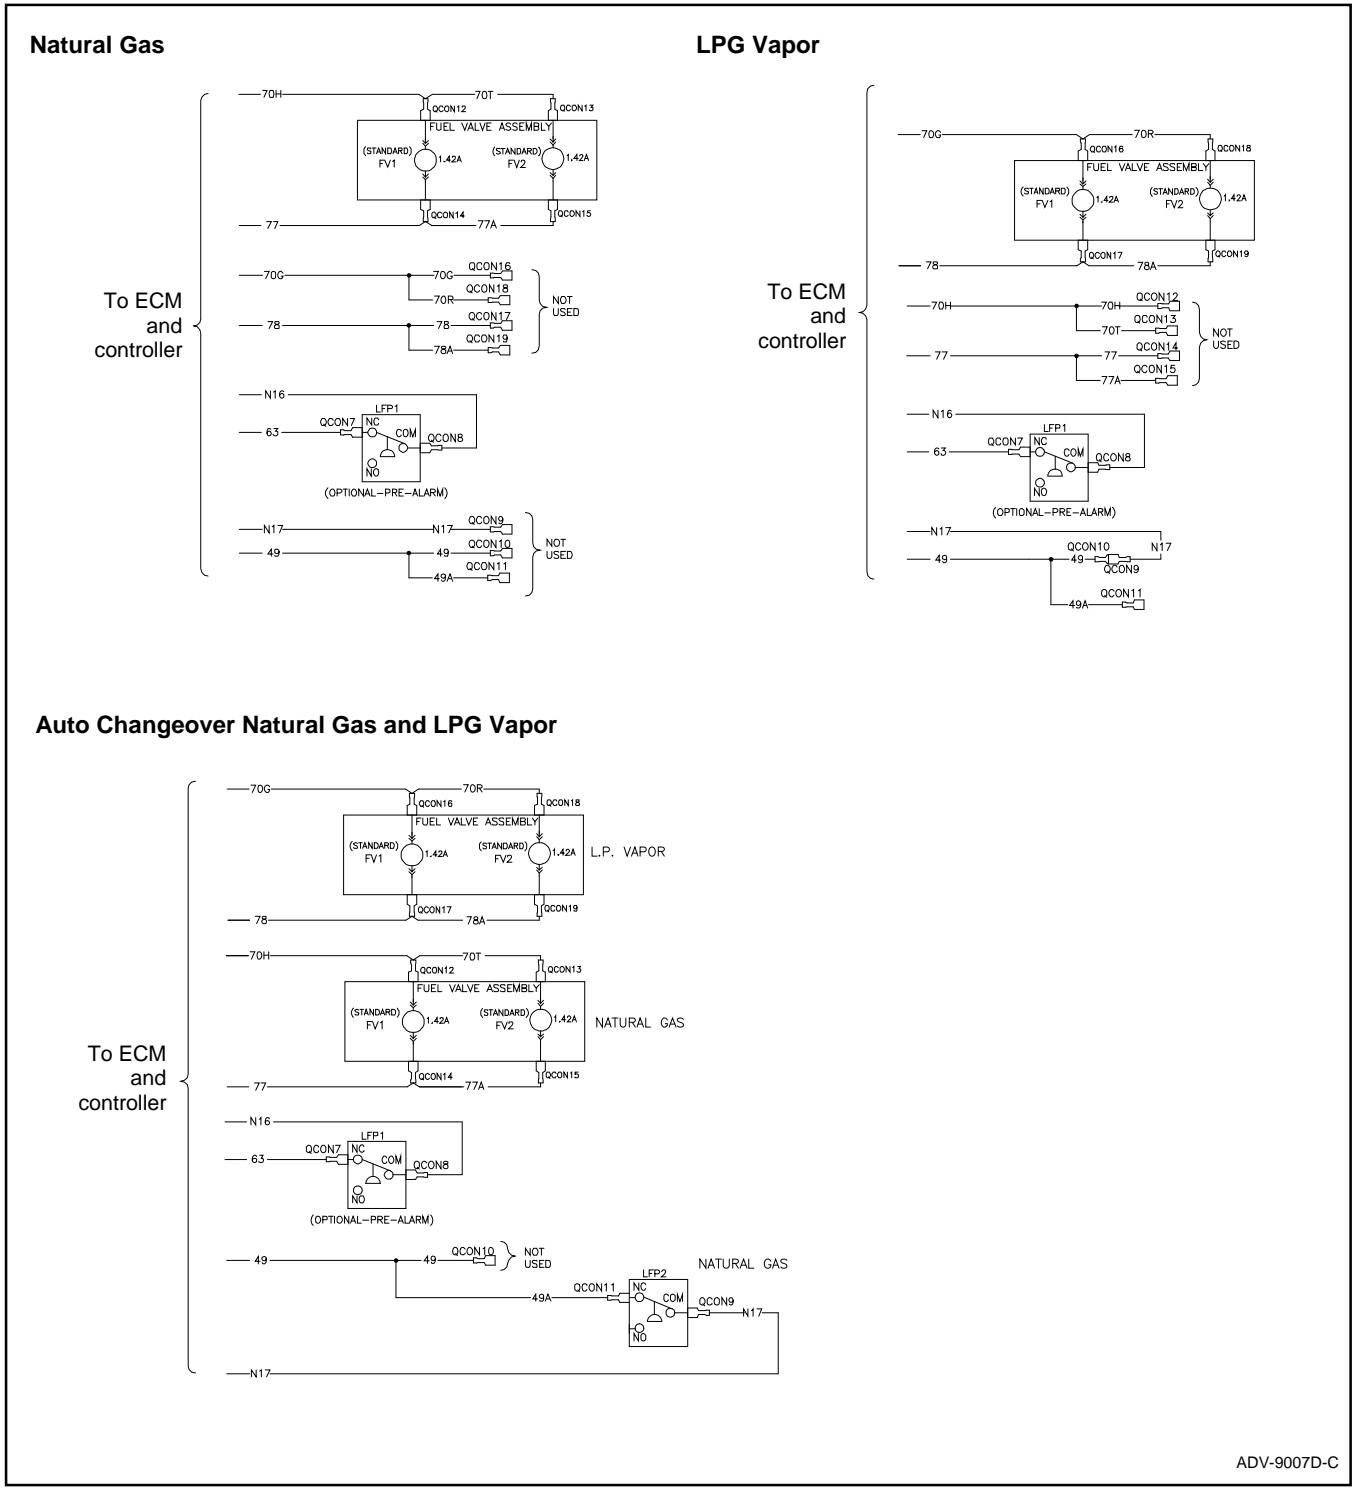 Natural Gas
70H 70T
QCON12 QCON13
FUEL VALVE ASSEMBLY
(STANDARD) FV1 1.42A
(STANDARD) FV2 1.42A
QCON14 QCON15
77 77A
70G 70G QCON16
70R QCON18
78 78 QCON17
78A QCON19
NOT
USED
To ECM
and
controller
N16
LFP1
63 QCON7 NC COM QCON8
NO
(OPTIONAL-PRE-ALARM)
N17 N17 QCON9
49 49 QCON10
49A QCON11
NOT
USED
LPG Vapor
70G 70R
QCON16 QCON18
FUEL VALVE ASSEMBLY
(STANDARD) FV1 1.42A
(STANDARD) FV2 1.42A
QCON17 QCON19
78 78A
70H 70H QCON12
70T QCON13
77 77 QCON14
77A QCON15
NOT
USED
To ECM
and
controller
N16
LFP1
63 QCON7 NC COM QCON8
NO
(OPTIONAL-PRE-ALARM)
N17
49 49 QCON10 N17
QCON9
49A QCON11
Auto Changeover Natural Gas and LPG Vapor
70G 70R
QCON16 QCON18
FUEL VALVE ASSEMBLY
(STANDARD) FV1 1.42A
(STANDARD) FV2 1.42A
L.P. VAPOR
QCON17 QCON19
78 78A
70H 70T
QCON12 QCON13
FUEL VALVE ASSEMBLY
(STANDARD) FV1 1.42A
(STANDARD) FV2 1.42A
NATURAL GAS
QCON14 QCON15
77 77A
To ECM
and
controller
N16
LFP1
63 QCON7 NC COM QCON8
NO
(OPTIONAL-PRE-ALARM)
49 49 QCON10
NOT
USED
NATURAL GAS
LFP2
49A QCON11 NC COM QCON9 N17
NO
N17
ADV-9007D-C